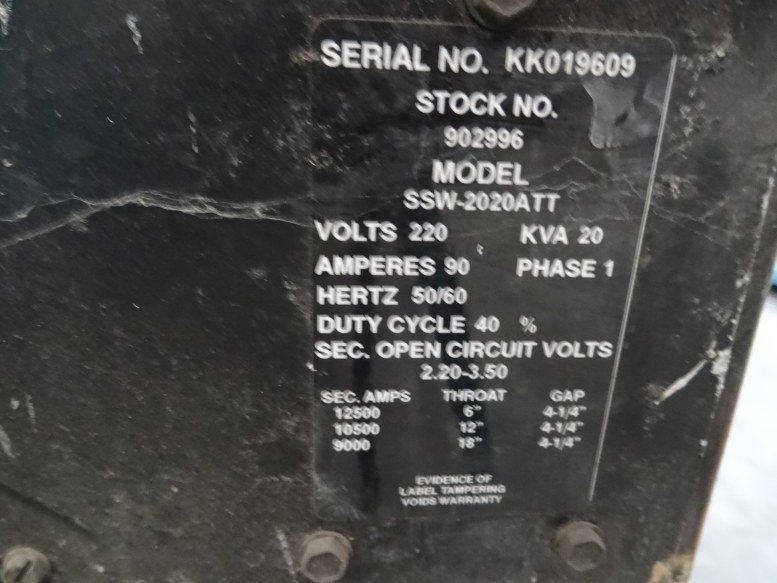 SERIAL NO. KK019609
STOCK NO.
902996
MODEL
SSW-2020ATT
VOLTS 220 KVA 20
AMPERES 90 PHASE 1
HERTZ 50/60
DUTY CYCLE 40 %
SEC. OPEN CIRCUIT VOLTS
2.20-3.50
SEC. AMPS THROAT GAP
12500 6" 4-1/4"
10500 12" 4-1/4"
9000 18" 4-1/4"
EVIDENCE OF
LABEL TAMPERING
VOIDS WARRANTY